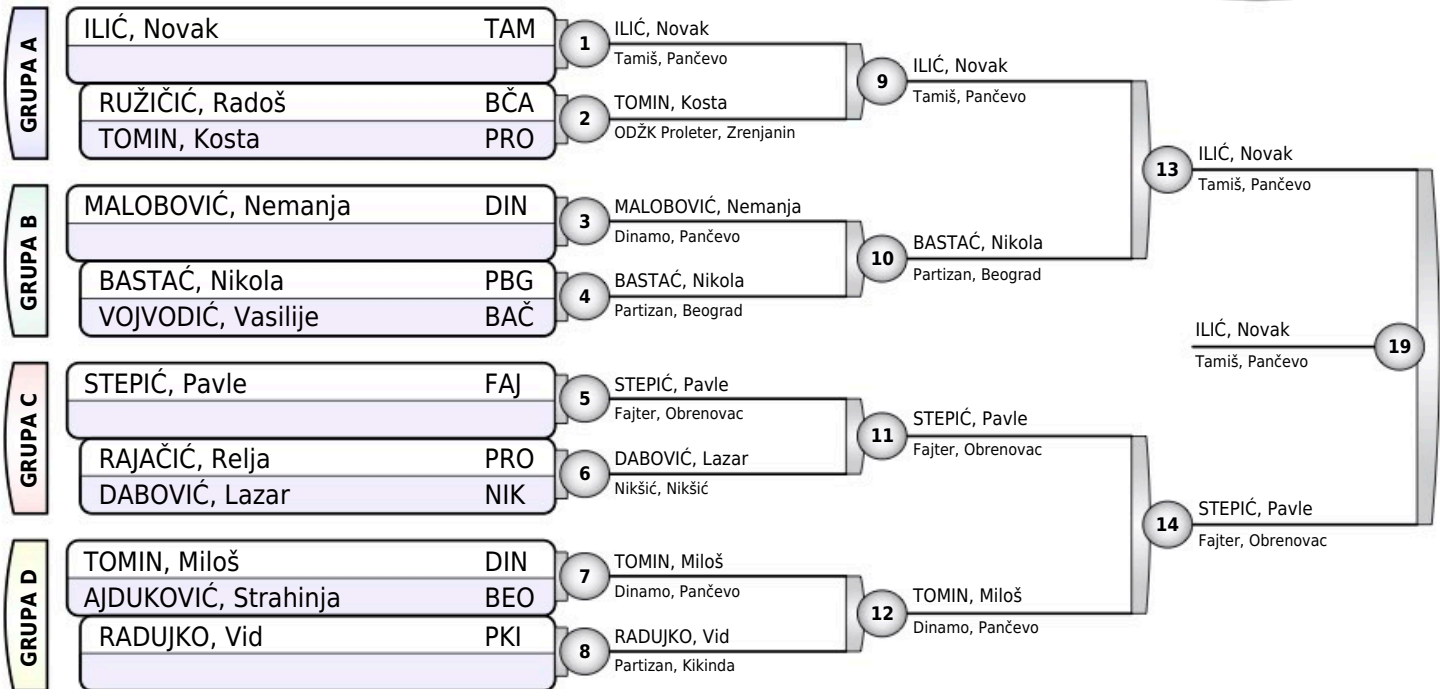 GRUPA A
ILIĆ, Novak TAM
RUŽIČIĆ, Radoš BČA
TOMIN, Kosta PRO
GRUPA B
MALOBOVIĆ, Nemanja DIN
BASTAĆ, Nikola PBG
VOJVODIĆ, Vasilije BAČ
GRUPA C
STEPIĆ, Pavle FAJ
RAJAČIĆ, Relja PRO
DABOVIĆ, Lazar NIK
GRUPA D
TOMIN, Miloš DIN
AJDUKOVIĆ, Strahinja BEO
RADUJKO, Vid PKI
1
ILIĆ, Novak
Tamiš, Pančevo
2
TOMIN, Kosta
ODŽK Proleter, Zrenjanin
3
MALOBOVIĆ, Nemanja
Dinamo, Pančevo
4
BASTAĆ, Nikola
Partizan, Beograd
5
STEPIĆ, Pavle
Fajter, Obrenovac
6
DABOVIĆ, Lazar
Nikšić, Nikšić
7
TOMIN, Miloš
Dinamo, Pančevo
8
RADUJKO, Vid
Partizan, Kikinda
9
ILIĆ, Novak
Tamiš, Pančevo
10
BASTAĆ, Nikola
Partizan, Beograd
11
STEPIĆ, Pavle
Fajter, Obrenovac
12
TOMIN, Miloš
Dinamo, Pančevo
13
ILIĆ, Novak
Tamiš, Pančevo
14
STEPIĆ, Pavle
Fajter, Obrenovac
ILIĆ, Novak
Tamiš, Pančevo
19